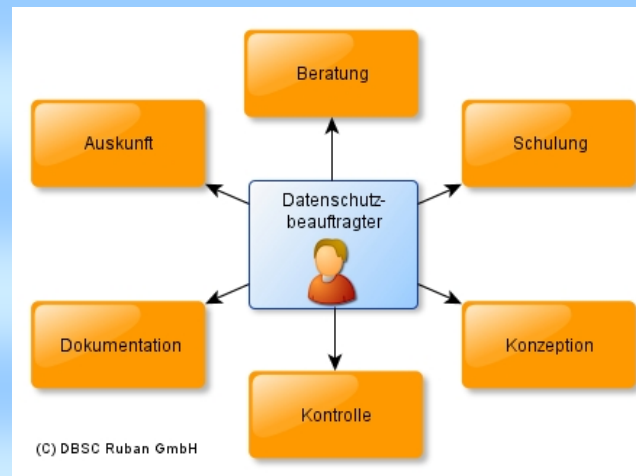 Beratung
Auskunft
Schulung
Datenschutz-
beauftragter
Dokumentation
Konzeption
Kontrolle
(C) DBSC Ruban GmbH